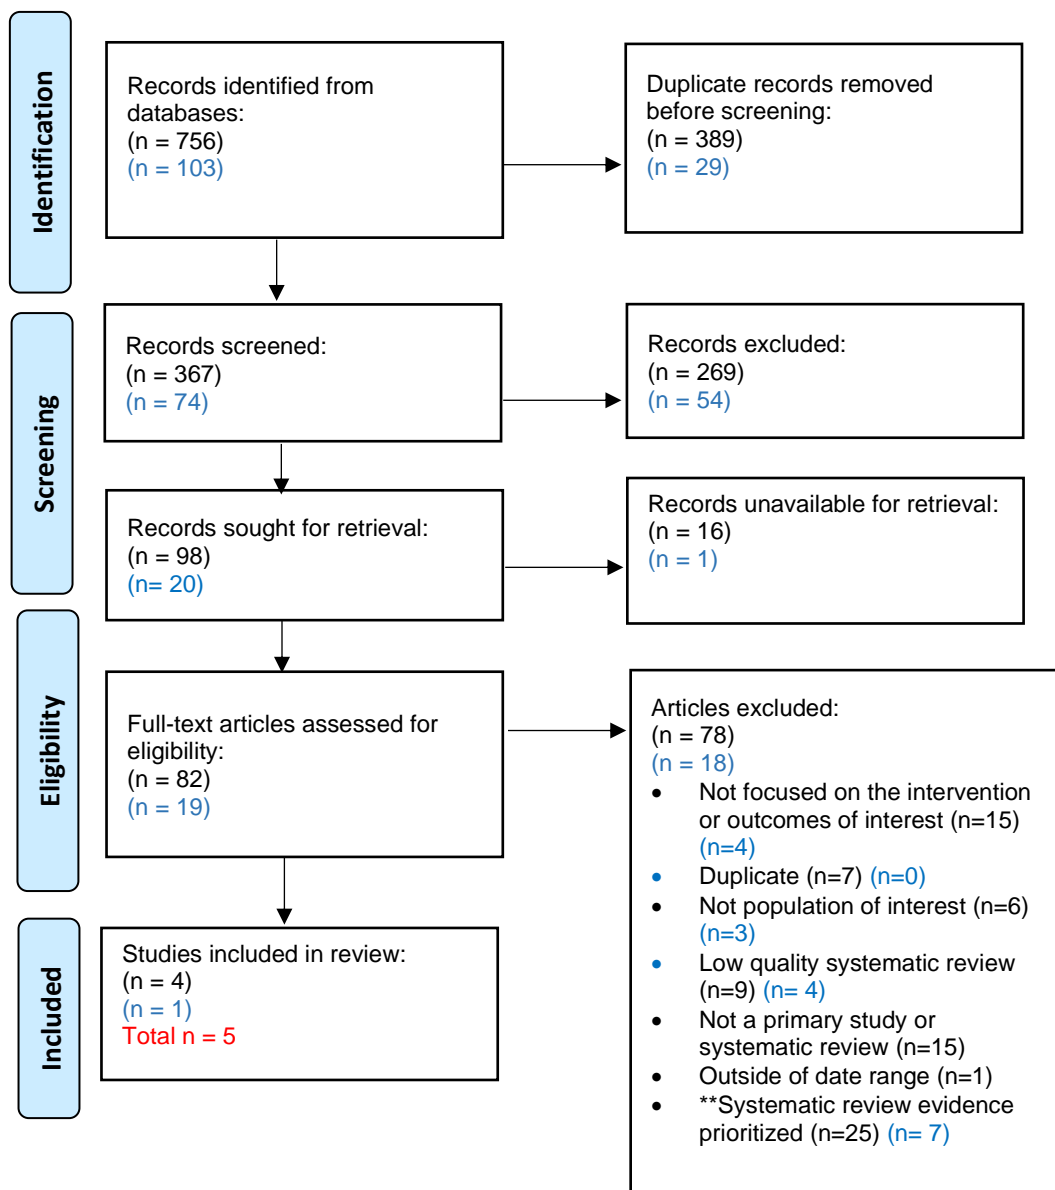 Identification
Records identified from
databases:
(n = 756)
(n = 103)
Duplicate records removed
before screening:
(n = 389)
(n = 29)
Screening
Records screened:
(n = 367)
(n = 74)
Records excluded:
(n = 269)
(n = 54)
Records sought for retrieval:
(n = 98)
(n= 20)
Records unavailable for retrieval:
(n = 16)
(n = 1)
Eligibility
Full-text articles assessed for
eligibility:
(n = 82)
(n = 19)
Articles excluded:
(n = 78)
(n = 18)
• Not focused on the intervention
or outcomes of interest (n=15)
(n=4)
• Duplicate (n=7) (n=0)
• Not population of interest (n=6)
(n=3)
• Low quality systematic review
(n=9) (n= 4)
• Not a primary study or
systematic review (n=15)
• Outside of date range (n=1)
• **Systematic review evidence
prioritized (n=25) (n= 7)
Included
Studies included in review:
(n = 4)
(n = 1)
Total n = 5